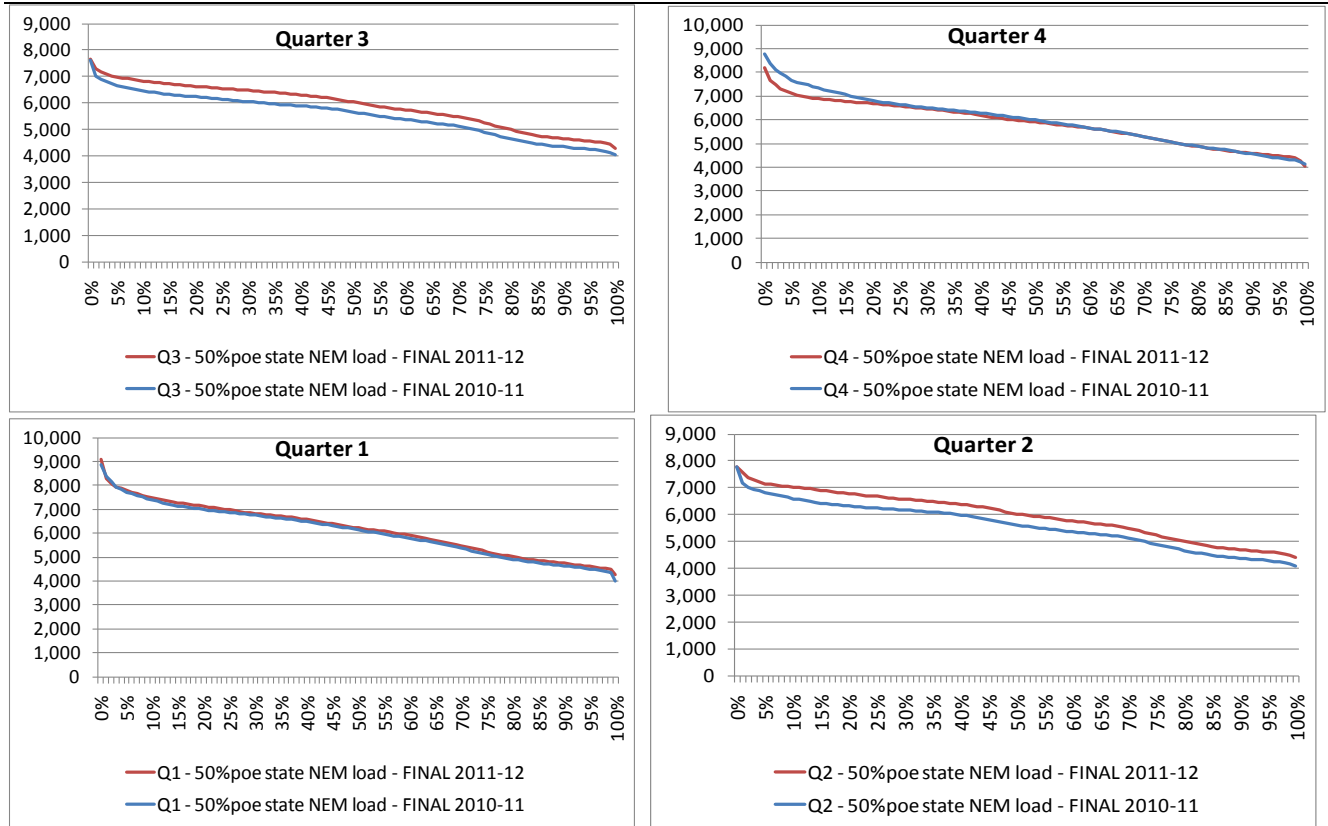 Quarter 3
9,000
8,000
7,000
6,000
5,000
4,000
3,000
2,000
1,000
0
0% 5% 10% 15% 20% 25% 30% 35% 40% 45% 50% 55% 60% 65% 70% 75% 80% 85% 90% 95% 100%
Q3 - 50%poe state NEM load - FINAL 2011-12
Q3 - 50%poe state NEM load - FINAL 2010-11
Quarter 4
10,000
9,000
8,000
7,000
6,000
5,000
4,000
3,000
2,000
1,000
0
0% 5% 10% 15% 20% 25% 30% 35% 40% 45% 50% 55% 60% 65% 70% 75% 80% 85% 90% 95% 100%
Q4 - 50%poe state NEM load - FINAL 2011-12
Q4 - 50%poe state NEM load - FINAL 2010-11
Quarter 1
10,000
9,000
8,000
7,000
6,000
5,000
4,000
3,000
2,000
1,000
0
0% 5% 10% 15% 20% 25% 30% 35% 40% 45% 50% 55% 60% 65% 70% 75% 80% 85% 90% 95% 100%
Q1 - 50%poe state NEM load - FINAL 2011-12
Q1 - 50%poe state NEM load - FINAL 2010-11
Quarter 2
9,000
8,000
7,000
6,000
5,000
4,000
3,000
2,000
1,000
0
0% 5% 10% 15% 20% 25% 30% 35% 40% 45% 50% 55% 60% 65% 70% 75% 80% 85% 90% 95% 100%
Q2 - 50%poe state NEM load - FINAL 2011-12
Q2 - 50%poe state NEM load - FINAL 2010-11